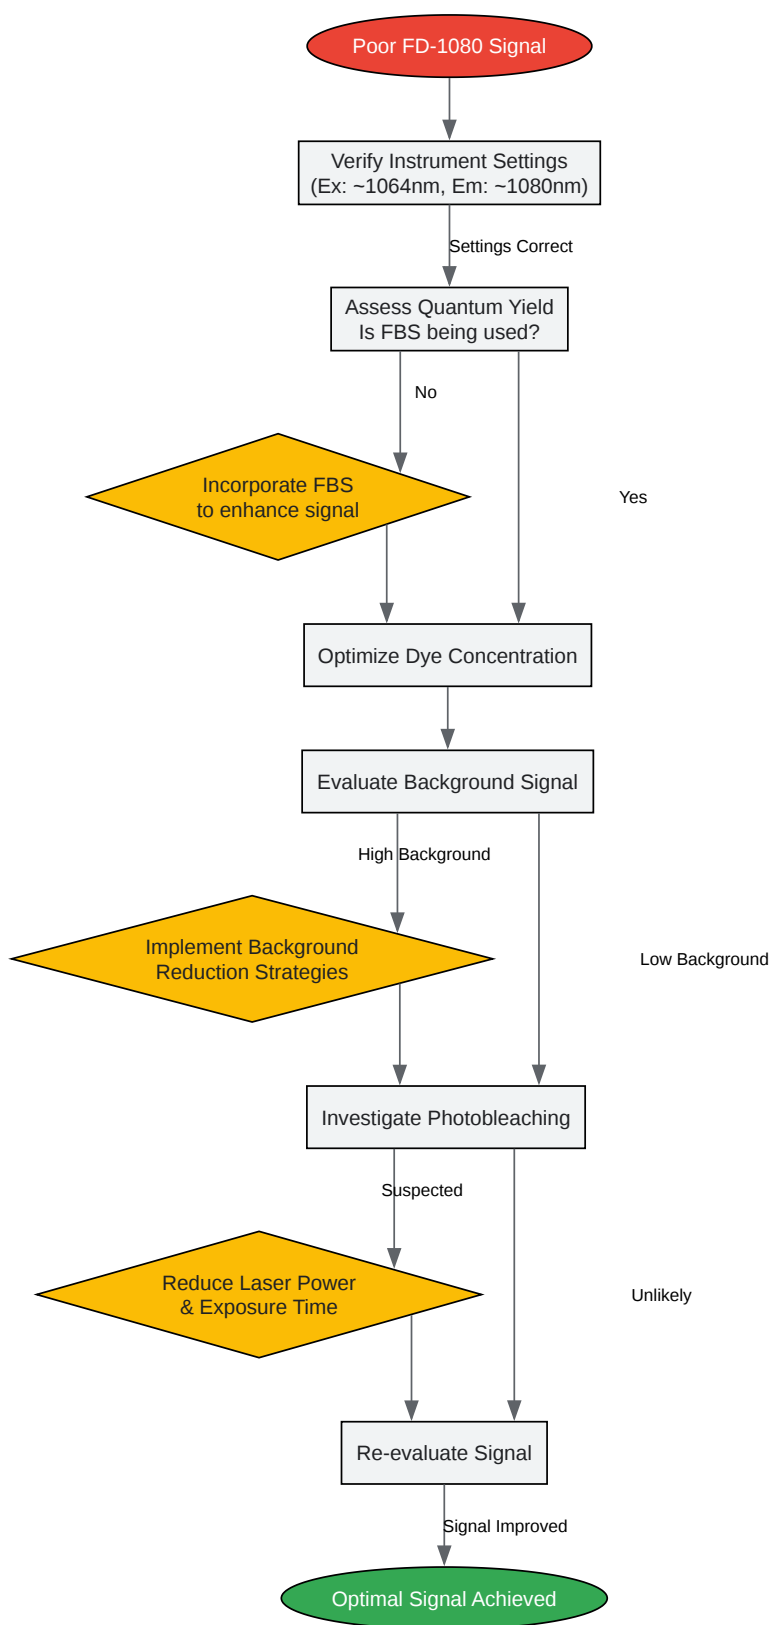 Poor FD-1080 Signal
Verify Instrument Settings
(Ex: ~1064nm, Em: ~1080nm)
Settings Correct
Assess Quantum Yield
Is FBS being used?
No
Incorporate FBS
to enhance signal
Yes
Optimize Dye Concentration
Evaluate Background Signal
High Background
Implement Background
Reduction Strategies
Low Background
Investigate Photobleaching
Suspected
Reduce Laser Power
& Exposure Time
Unlikely
Re-evaluate Signal
Signal Improved
Optimal Signal Achieved